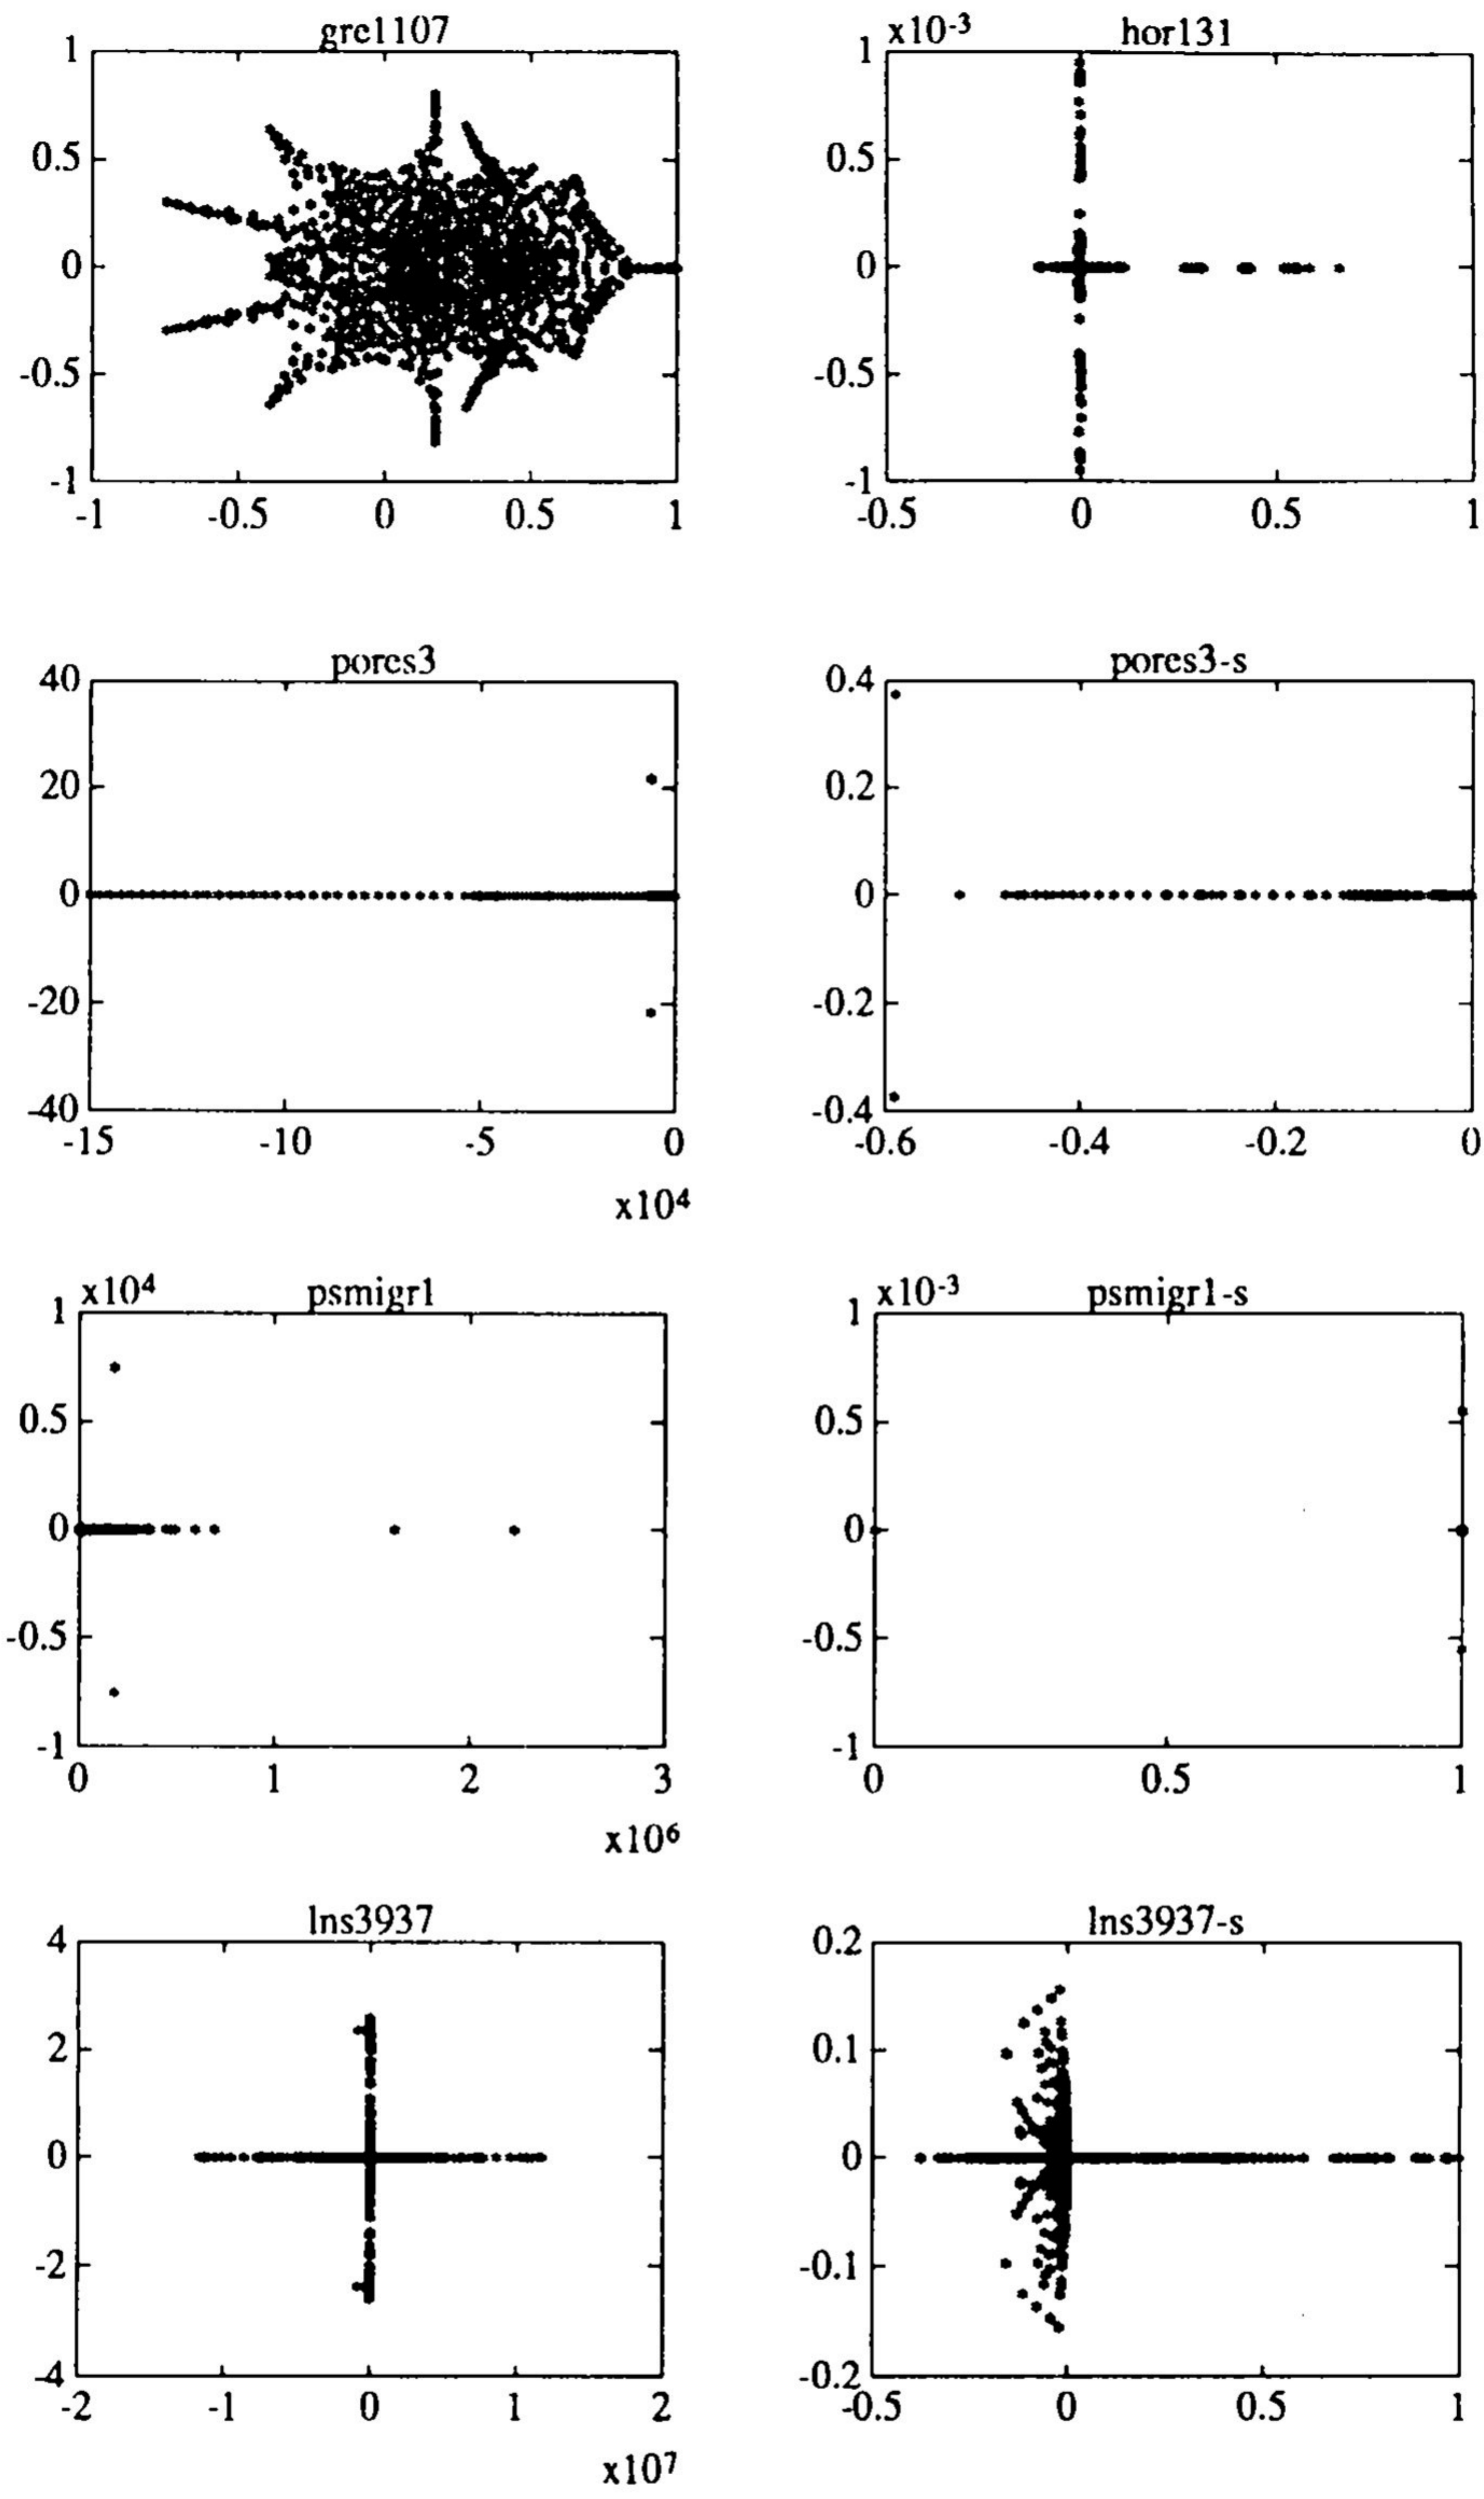 gre1107
1
0.5
0
-0.5
-1
-1 -0.5 0 0.5 1
x10-3 hor131
1
0.5
0
-0.5
-1
-0.5 0 0.5 1
pores3
40
20
0
-20
-40
-15 -10 -5 0
x104
pores3-s
0.4
0.2
0
-0.2
-0.4
-0.6 -0.4 -0.2 0
x104 psmigr1
1
0.5
0
-0.5
-1
0 1 2 3
x106
x10-3 psmigr1-s
1
0.5
0
-0.5
-1
0 0.5 1
lns3937
4
2
0
-2
-4
-2 -1 0 1 2
x107
lns3937-s
0.2
0.1
0
-0.1
-0.2
-0.5 0 0.5 1